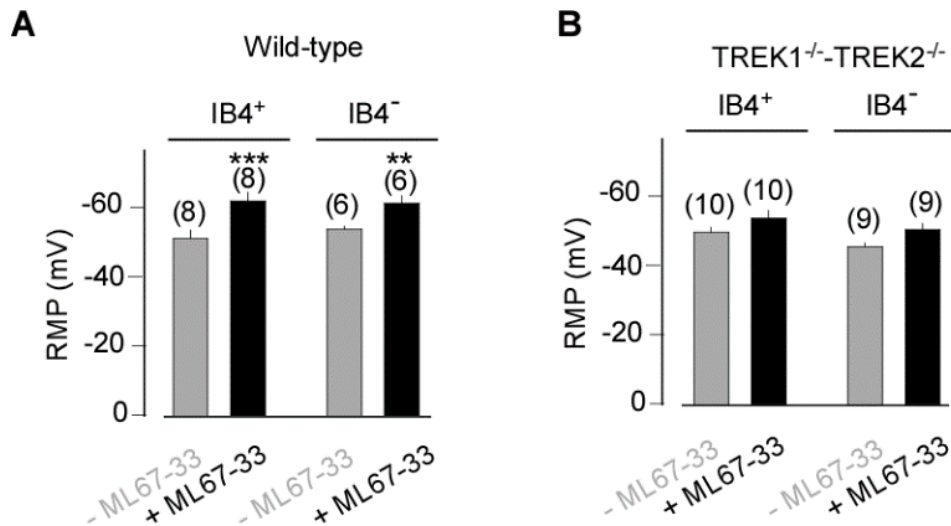 A
Wild-type
IB4⁺
IB4⁻
***
**
(8)
(8)
(6)
(6)
-60
-40
-20
0
RMP (mV)
- ML67-33
+ ML67-33
- ML67-33
+ ML67-33
B
TREK1⁻/⁻-TREK2⁻/⁻
IB4⁺
IB4⁻
(10)
(10)
(9)
(9)
-60
-40
-20
0
RMP (mV)
- ML67-33
+ ML67-33
- ML67-33
+ ML67-33